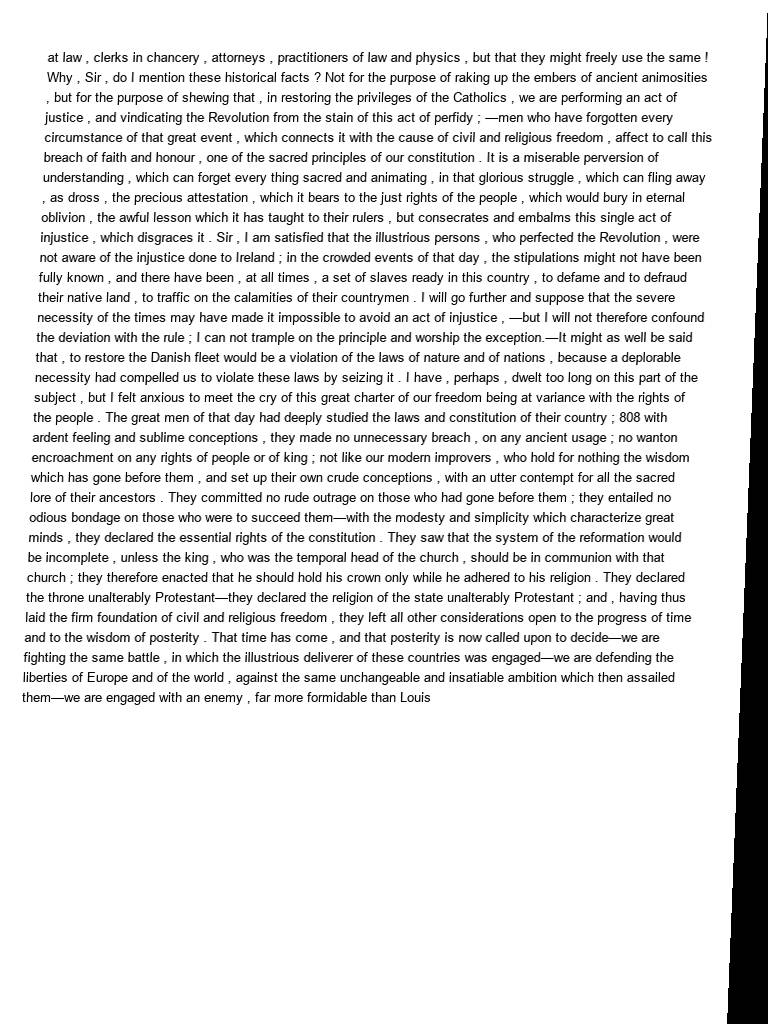 at law , clerks in chancery , attorneys , practitioners of law and physics , but that they might freely use the same !
Why , Sir , do I mention these historical facts ? Not for the purpose of raking up the embers of ancient animosities
, but for the purpose of shewing that , in restoring the privileges of the Catholics , we are performing an act of
justice , and vindicating the Revolution from the stain of this act of perfidy ; —men who have forgotten every
circumstance of that great event , which connects it with the cause of civil and religious freedom , affect to call this
breach of faith and honour , one of the sacred principles of our constitution . It is a miserable perversion of
understanding , which can forget every thing sacred and animating , in that glorious struggle , which can fling away
, as dross , the precious attestation , which it bears to the just rights of the people , which would bury in eternal
oblivion , the awful lesson which it has taught to their rulers , but consecrates and embalms this single act of
injustice , which disgraces it . Sir , I am satisfied that the illustrious persons , who perfected the Revolution , were
not aware of the injustice done to Ireland ; in the crowded events of that day , the stipulations might not have been
fully known , and there have been , at all times , a set of slaves ready in this country , to defame and to defraud
their native land , to traffic on the calamities of their countrymen . I will go further and suppose that the severe
necessity of the times may have made it impossible to avoid an act of injustice , —but I will not therefore confound
the deviation with the rule ; I can not trample on the principle and worship the exception.—It might as well be said
that , to restore the Danish fleet would be a violation of the laws of nature and of nations , because a deplorable
necessity had compelled us to violate these laws by seizing it . I have , perhaps , dwelt too long on this part of the
subject , but I felt anxious to meet the cry of this great charter of our freedom being at variance with the rights of
the people . The great men of that day had deeply studied the laws and constitution of their country ; 808 with
ardent feeling and sublime conceptions , they made no unnecessary breach , on any ancient usage ; no wanton
encroachment on any rights of people or of king ; not like our modern improvers , who hold for nothing the wisdom
which has gone before them , and set up their own crude conceptions , with an utter contempt for all the sacred
lore of their ancestors . They committed no rude outrage on those who had gone before them ; they entailed no
odious bondage on those who were to succeed them—with the modesty and simplicity which characterize great
minds , they declared the essential rights of the constitution . They saw that the system of the reformation would
be incomplete , unless the king , who was the temporal head of the church , should be in communion with that
church ; they therefore enacted that he should hold his crown only while he adhered to his religion . They declared
the throne unalterably Protestant—they declared the religion of the state unalterably Protestant ; and , having thus
laid the firm foundation of civil and religious freedom , they left all other considerations open to the progress of time
and to the wisdom of posterity . That time has come , and that posterity is now called upon to decide—we are
fighting the same battle , in which the illustrious deliverer of these countries was engaged—we are defending the
liberties of Europe and of the world , against the same unchangeable and insatiable ambition which then assailed
them—we are engaged with an enemy , far more formidable than Louis